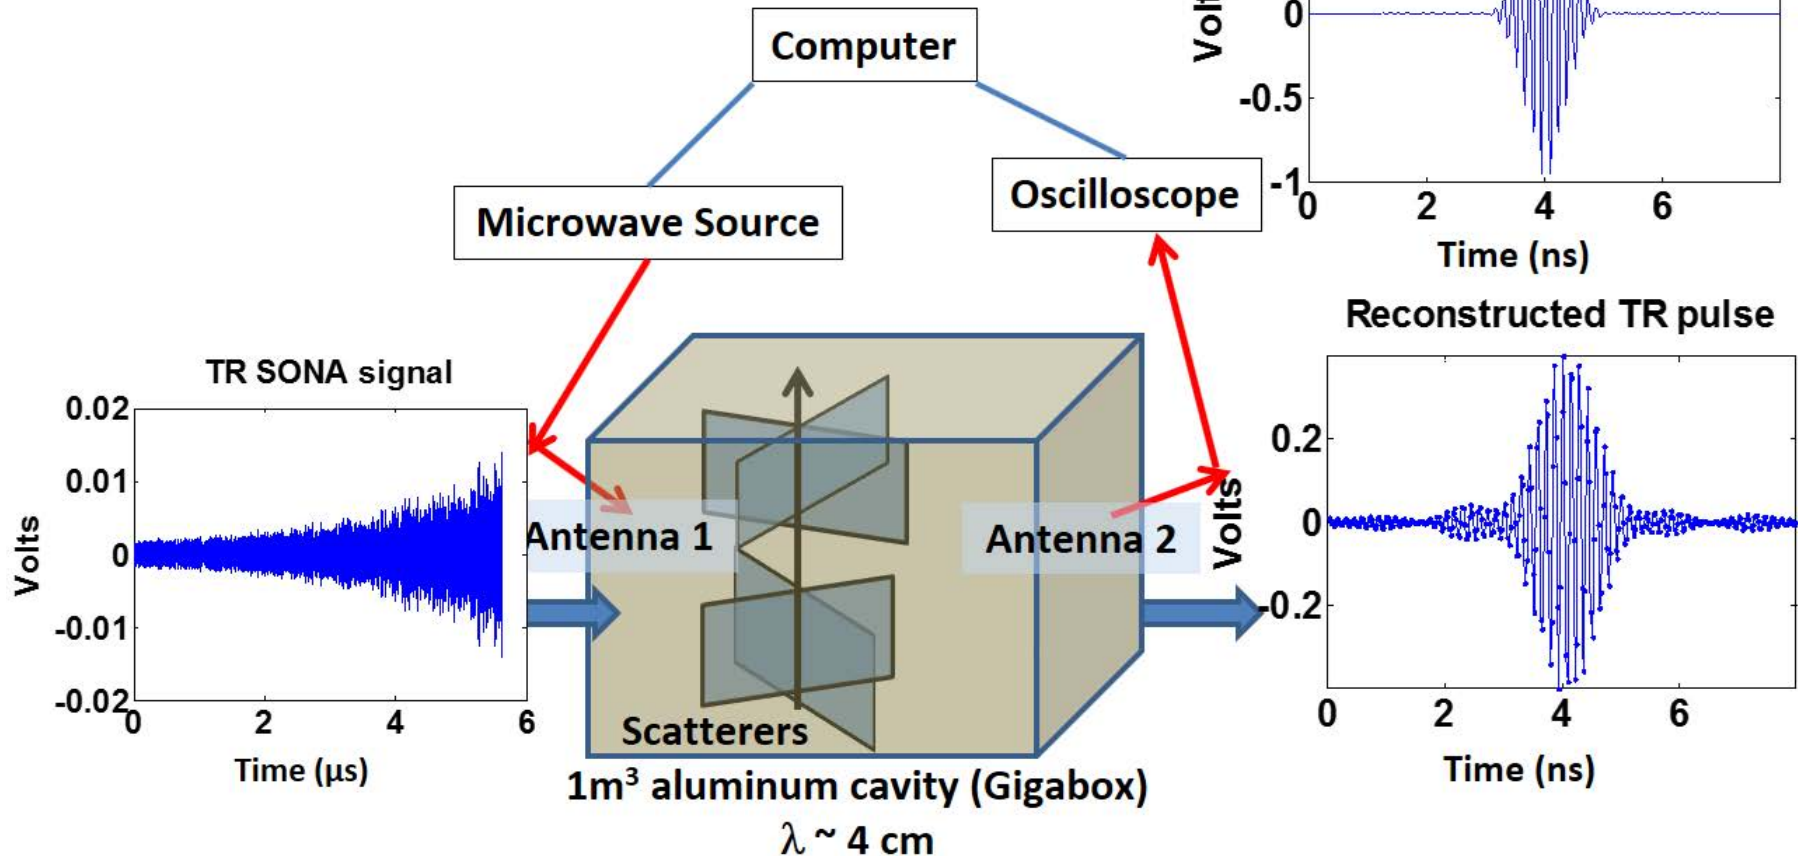 Computer
Microwave Source
Oscilloscope
0
-0.5
-1
0 2 4 6
Time (ns)
TR SONA signal
0.02
0.01
0
-0.01
-0.02
Volts
0 2 4 6
Time (µs)
Antenna 1
Antenna 2
Scatterers
1m³ aluminum cavity (Gigabox)
λ ~ 4 cm
Reconstructed TR pulse
0.2
0
-0.2
Volts
0 2 4 6
Time (ns)